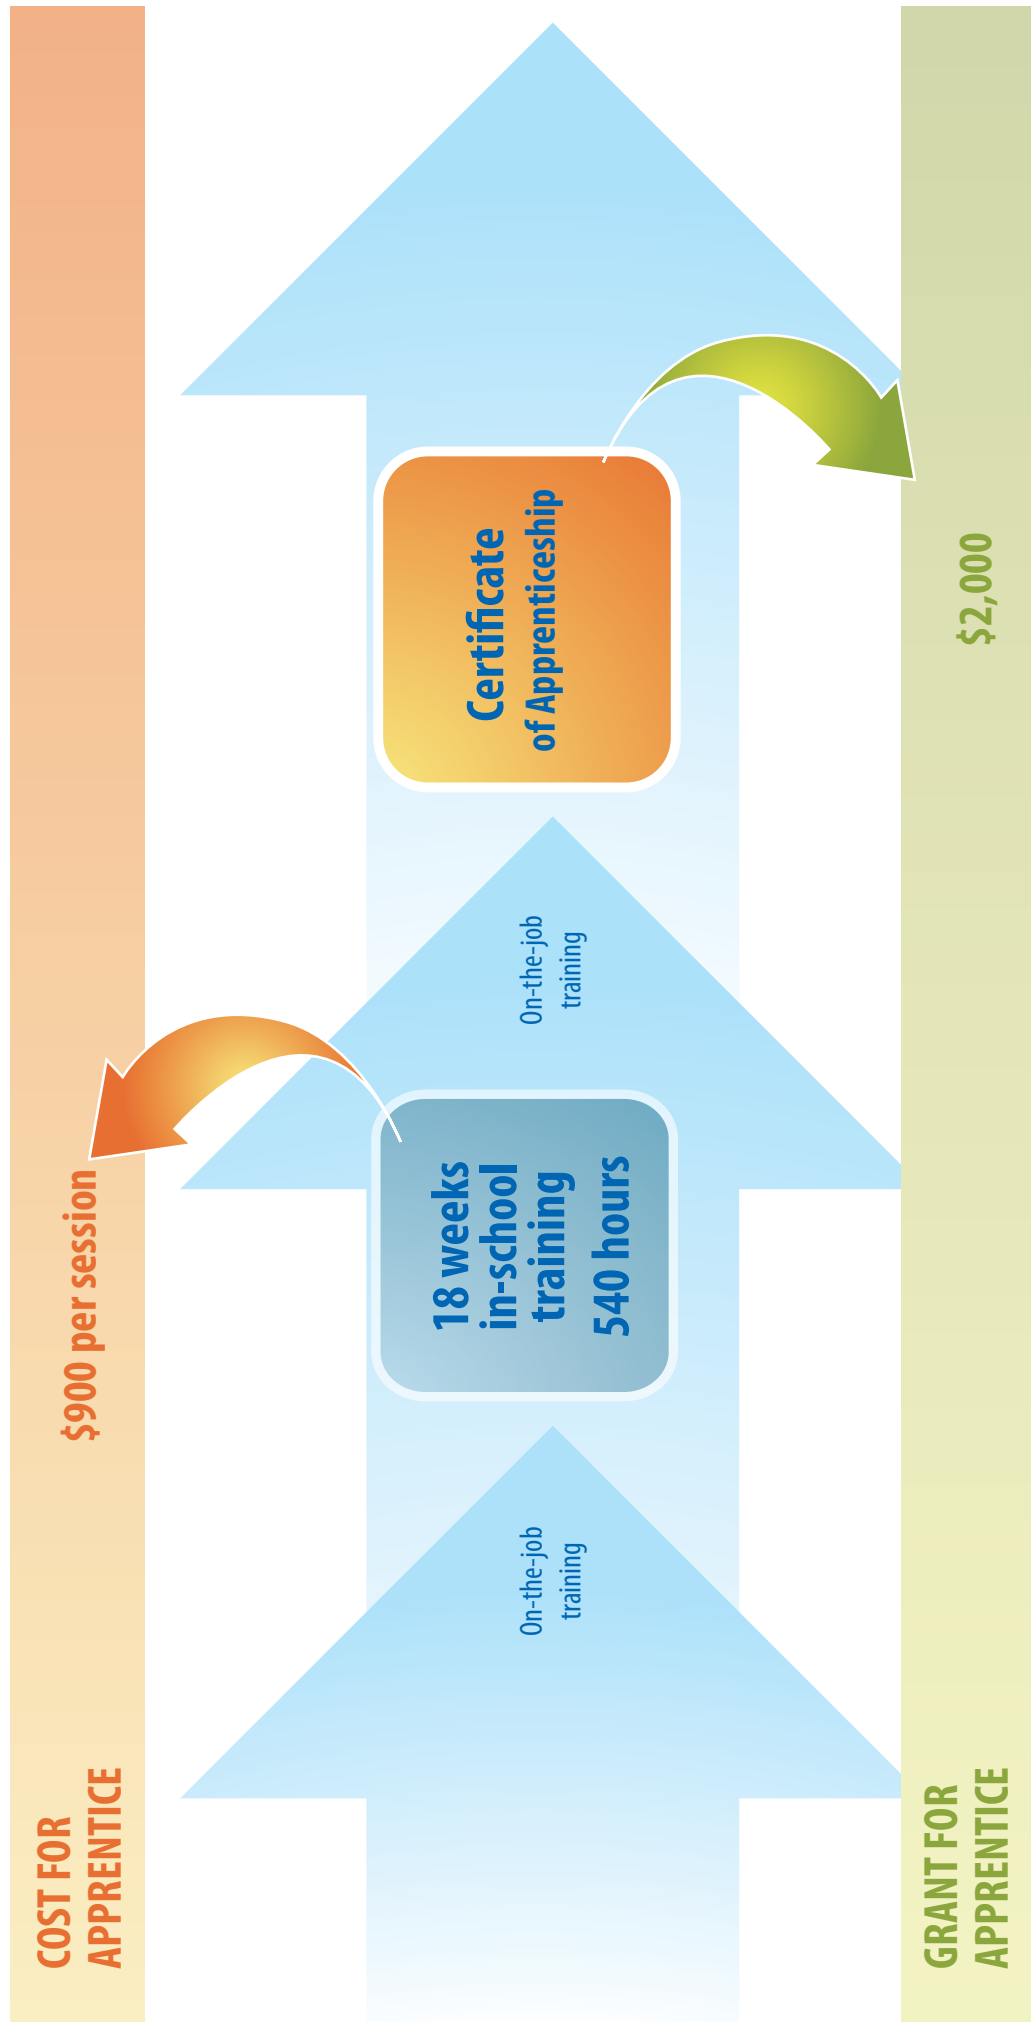 COST FOR
APPRENTICE
$900 per session
On-the-job
training
18 weeks
in-school
training
540 hours
On-the-job
training
Certificate
of Apprenticeship
GRANT FOR
APPRENTICE
$2,000